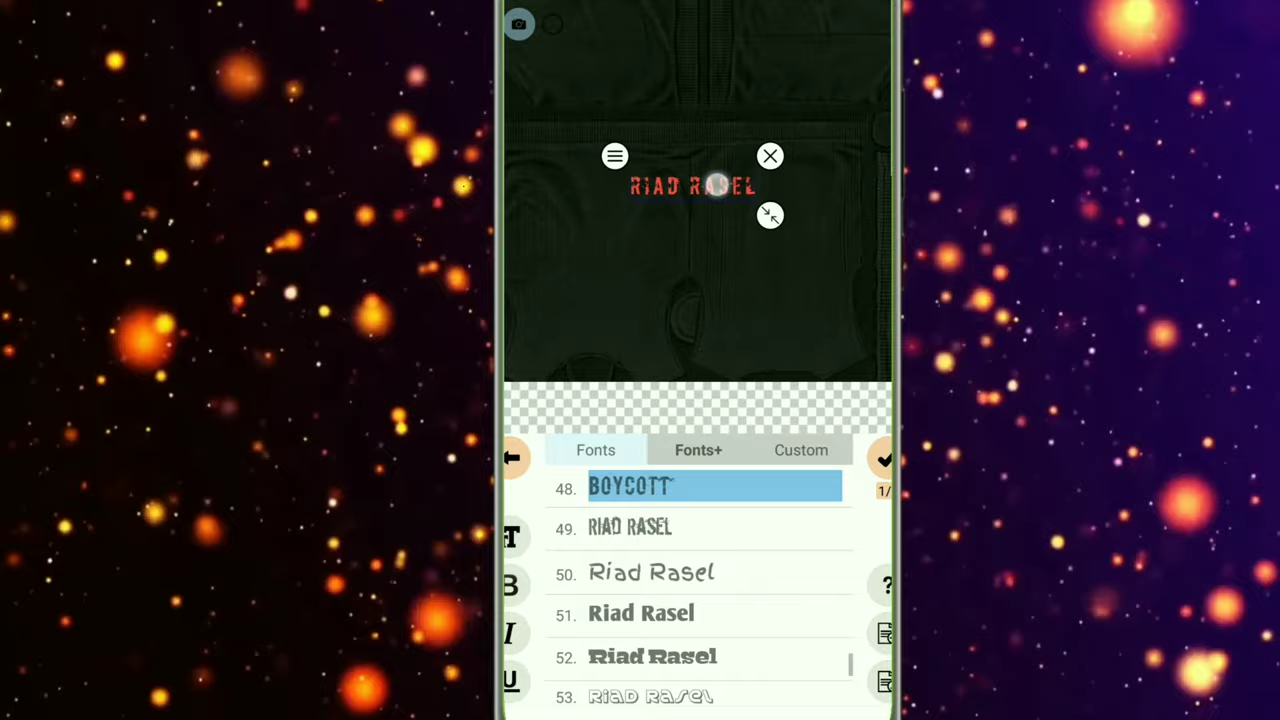 RIAD RASEL
Fonts Fonts+ Custom
1/
48. BOYCOTT
49. RIAD RASEL
T
50. Riad Rasel
B
?
51. Riad Rasel
I
52. Riad Rasel
U
53. RIAD RASEL